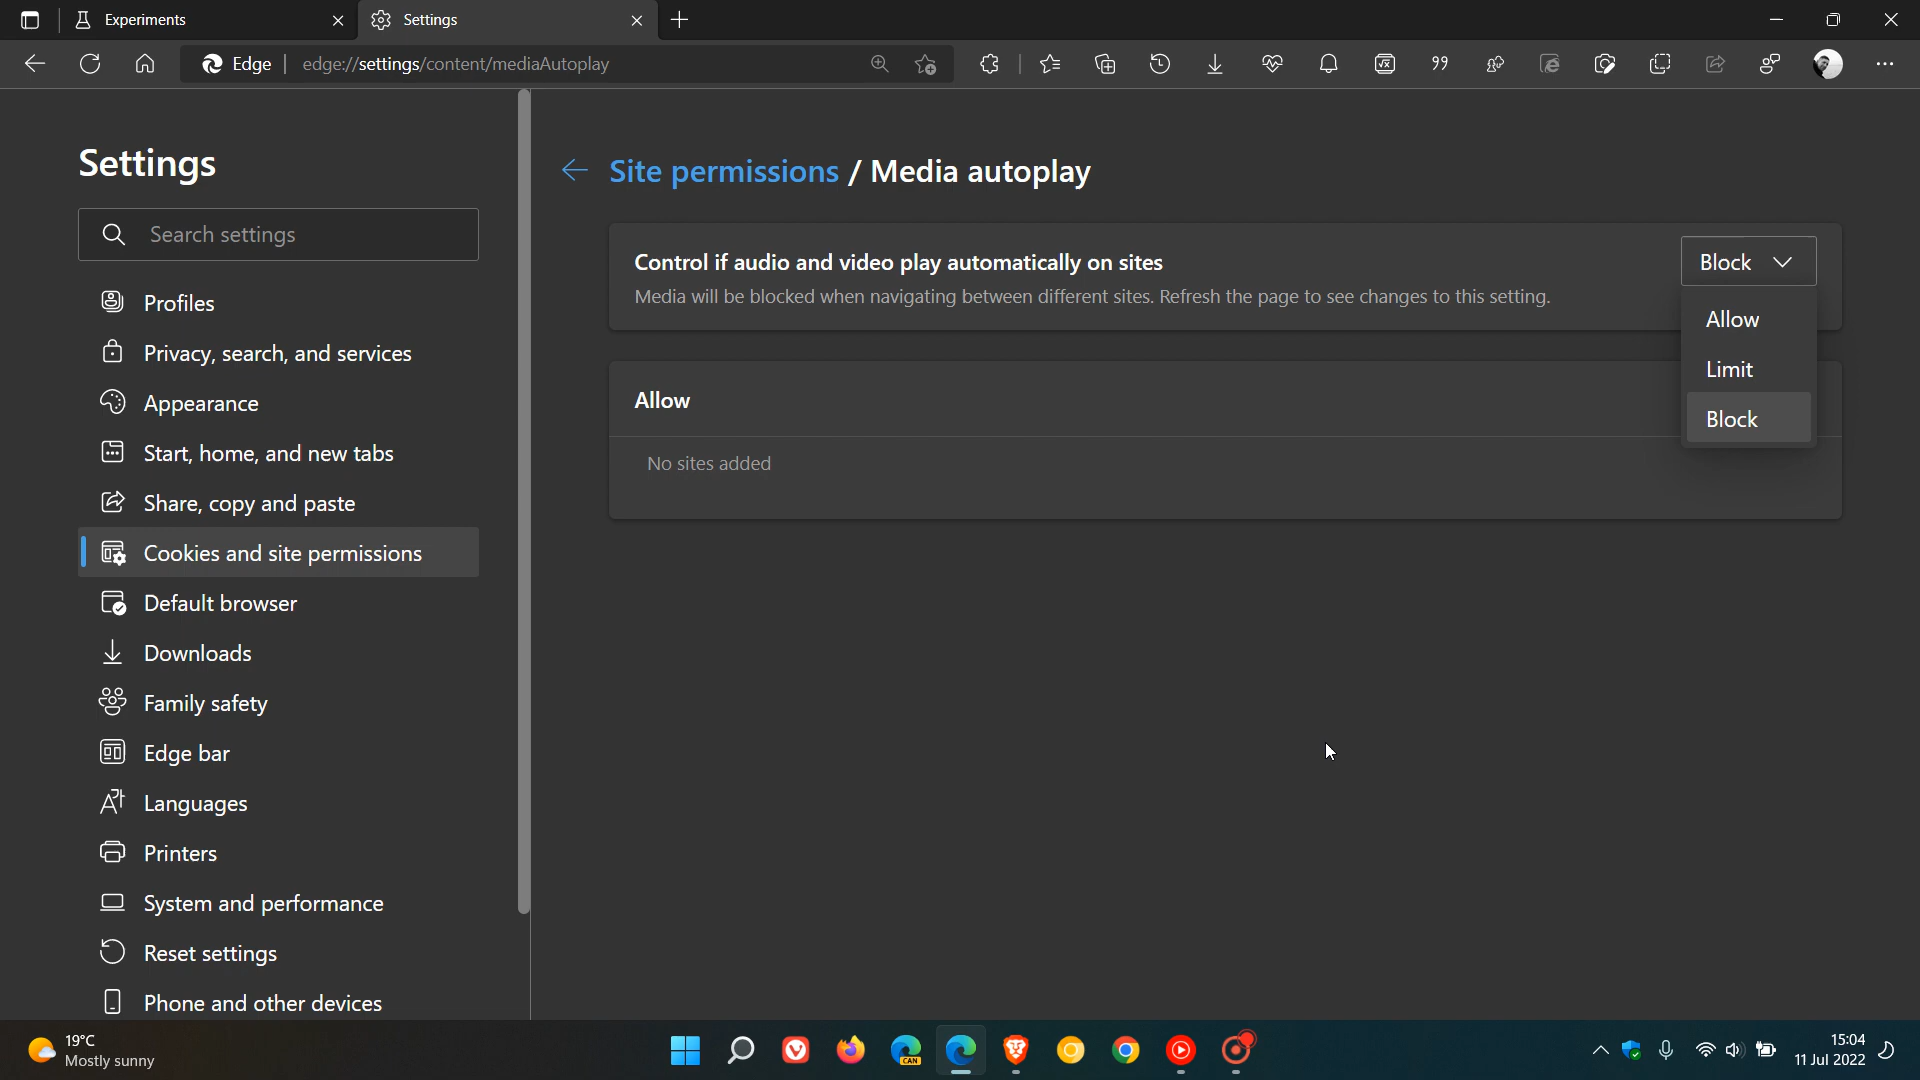 Experiments
Settings
Edge
edge://settings/content/mediaAutoplay
Settings
Search settings
Profiles
Privacy, search, and services
Appearance
Start, home, and new tabs
Share, copy and paste
Cookies and site permissions
Default browser
Downloads
Family safety
Edge bar
Languages
Printers
System and performance
Reset settings
Phone and other devices
Site permissions / Media autoplay
Control if audio and video play automatically on sites
Media will be blocked when navigating between different sites. Refresh the page to see changes to this setting.
Block
Allow
Limit
Block
Allow
No sites added
19°C
Mostly sunny
CAN
15:04
11 Jul 2022